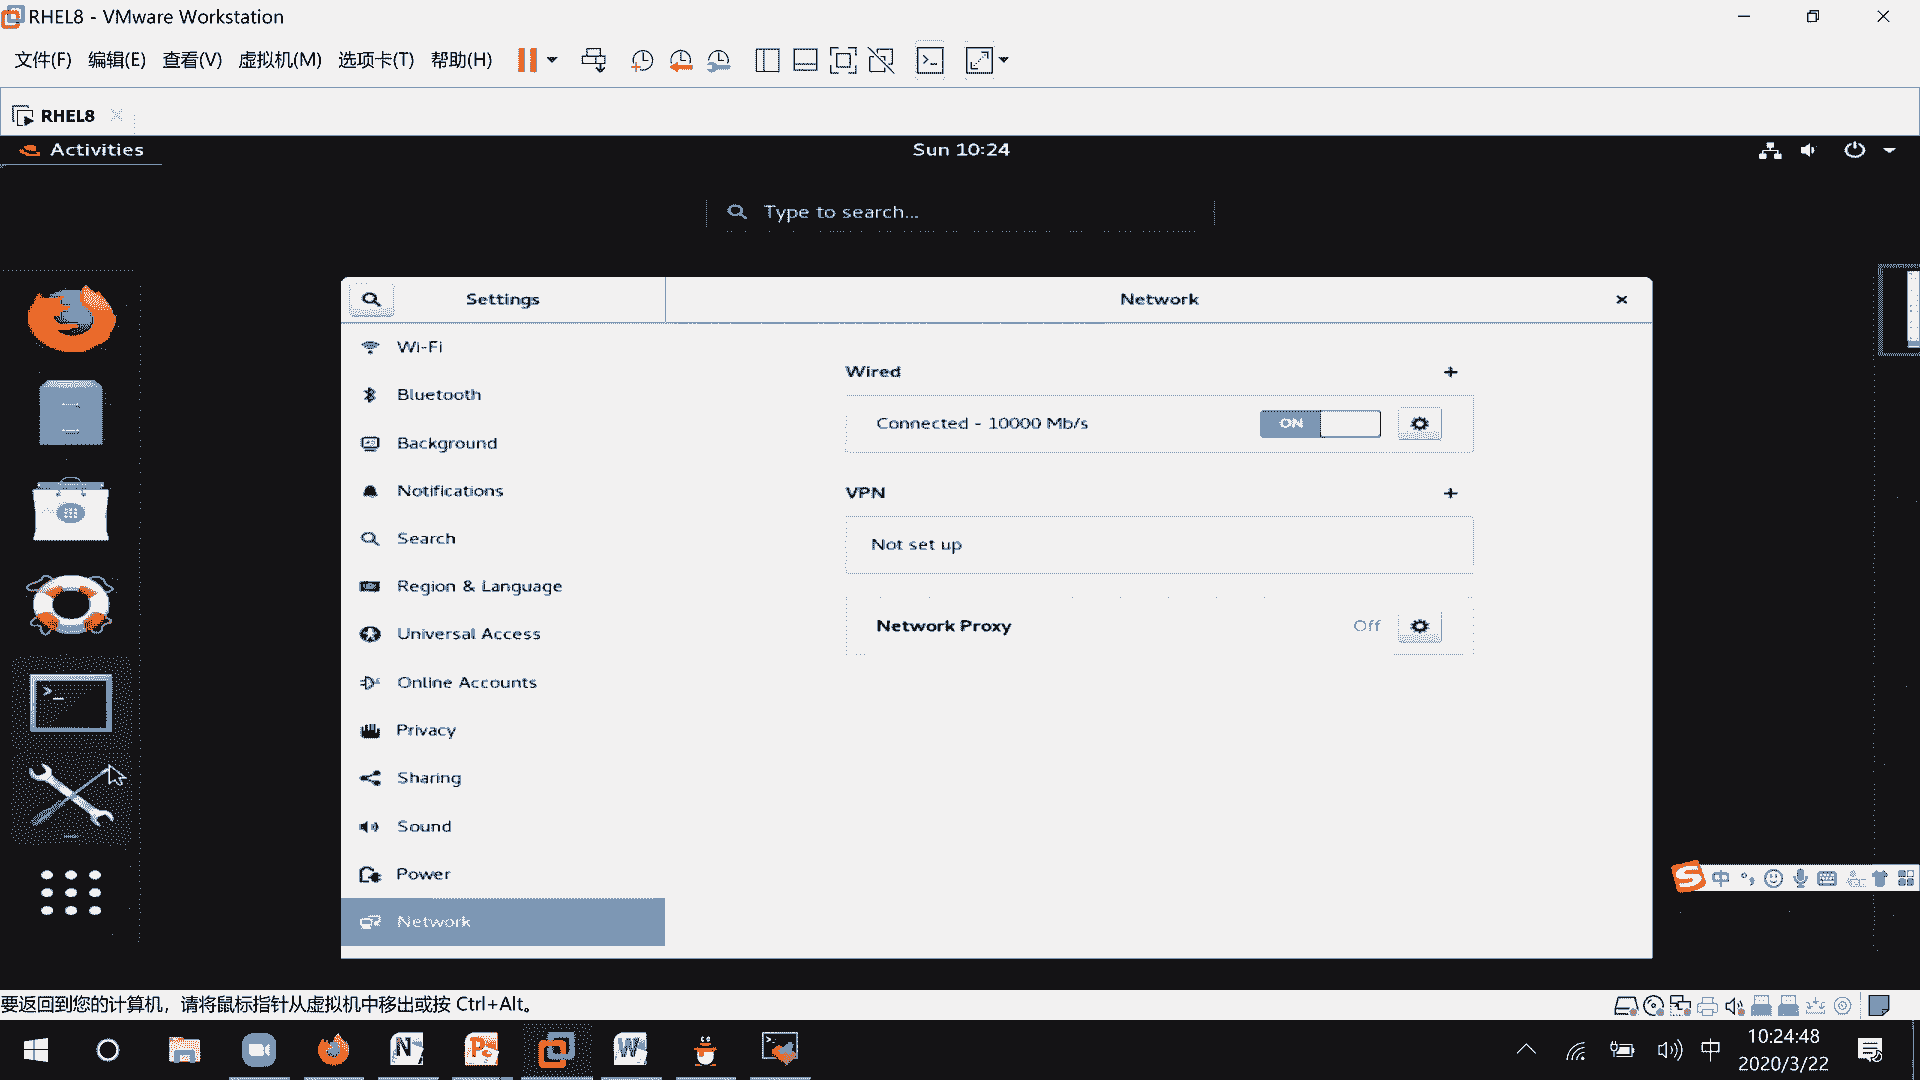 RHEL8 - VMware Workstation
文件(F) 编辑(E) 查看(V) 虚拟机(M) 选项卡(T) 帮助(H)
RHEL8
Activities
Sun 10:24
Type to search...
Settings
Network
Wi-Fi
Bluetooth
Background
Notifications
Search
Region & Language
Universal Access
Online Accounts
Privacy
Sharing
Sound
Power
Network
Wired
Connected - 10000 Mb/s
ON
VPN
Not set up
Network Proxy
Off
中
要返回到您的计算机，请将鼠标指针从虚拟机中移出或按 Ctrl+Alt。
中
10:24:48
2020/3/22